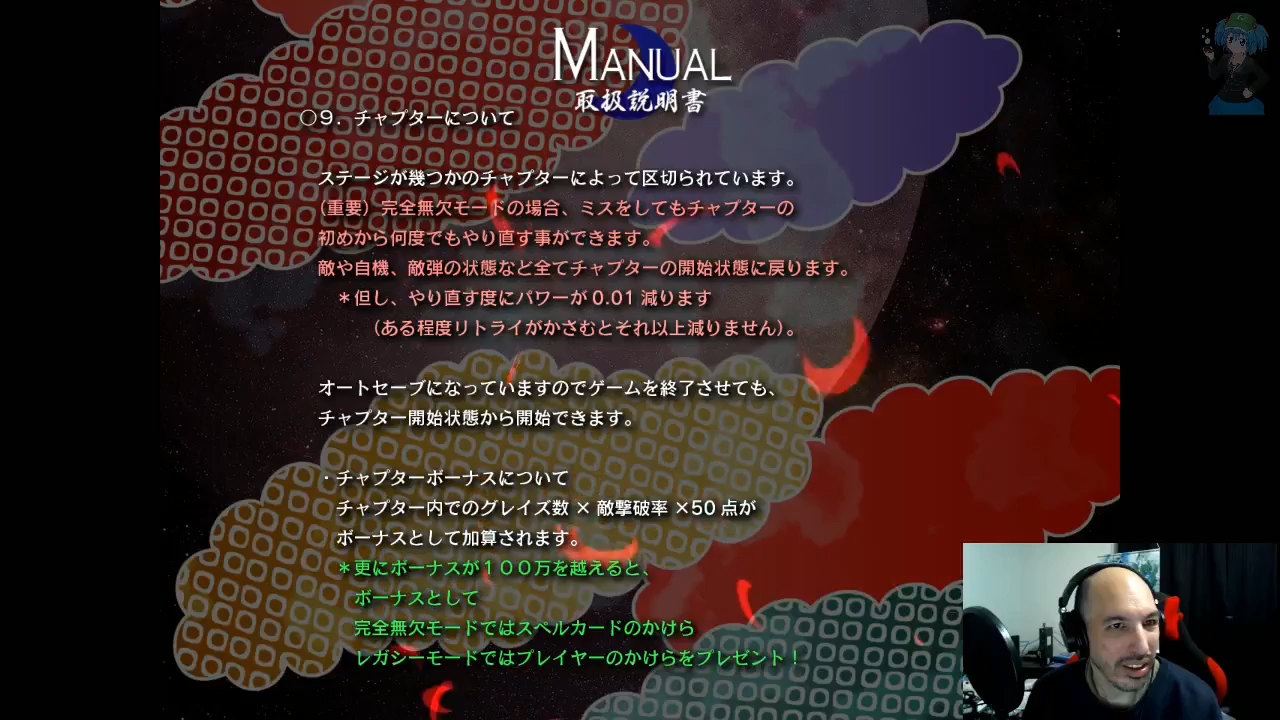 MANUAL
取扱説明書
○９．チャプターについて
ステージが幾つかのチャプターによって区切られています。
（重要）完全無欠モードの場合、ミスをしてもチャプターの
初めから何度でもやり直す事ができます。
敵や自機、敵弾の状態など全てチャプターの開始状態に戻ります。
＊但し、やり直す度にパワーが 0.01 減ります
（ある程度リトライがかさむとそれ以上減りません）。
オートセーブになっていますのでゲームを終了させても、
チャプター開始状態から開始できます。
・チャプターボーナスについて
チャプター内でのグレイズ数 × 敵撃破率 ×50 点が
ボーナスとして加算されます。
＊更にボーナスが１００万を越えると、
ボーナスとして
完全無欠モードではスペルカードのかけら
レガシーモードではプレイヤーのかけらをプレゼント！